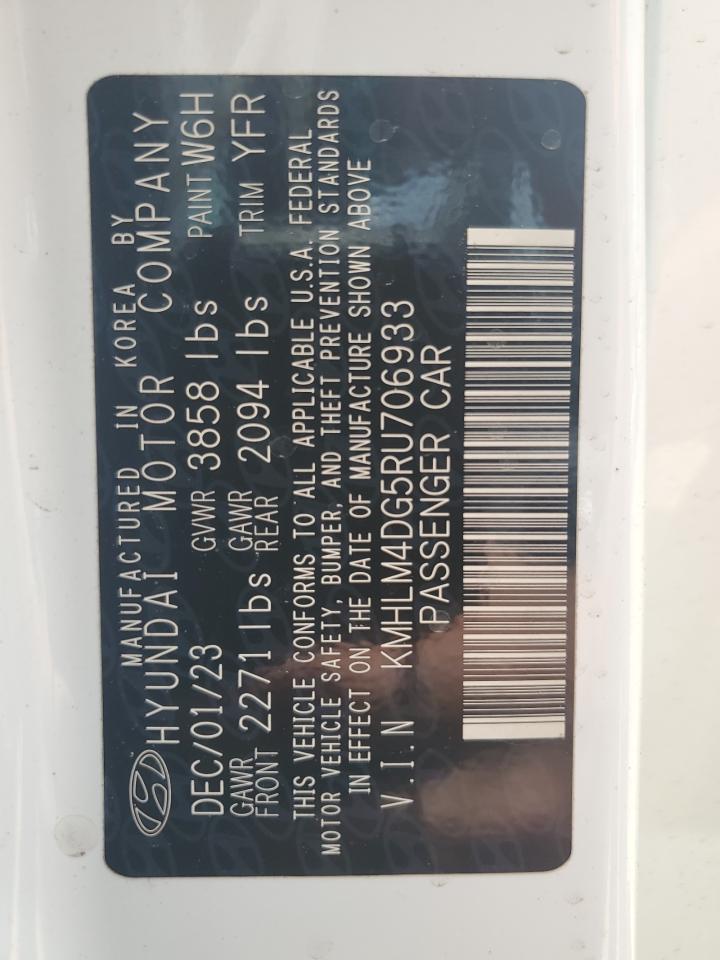 MANUFACTURED IN KOREA BY
HYUNDAI MOTOR COMPANY
DEC/01/23 GVWR 3858 lbs PAINT W6H
GAWR FRONT 2271 lbs GAWR REAR 2094 lbs TRIM YFR
THIS VEHICLE CONFORMS TO ALL APPLICABLE U.S.A. FEDERAL
MOTOR VEHICLE SAFETY, BUMPER, AND THEFT PREVENTION STANDARDS
IN EFFECT ON THE DATE OF MANUFACTURE SHOWN ABOVE
V.I.N KMHLM4DG5RU706933
PASSENGER CAR